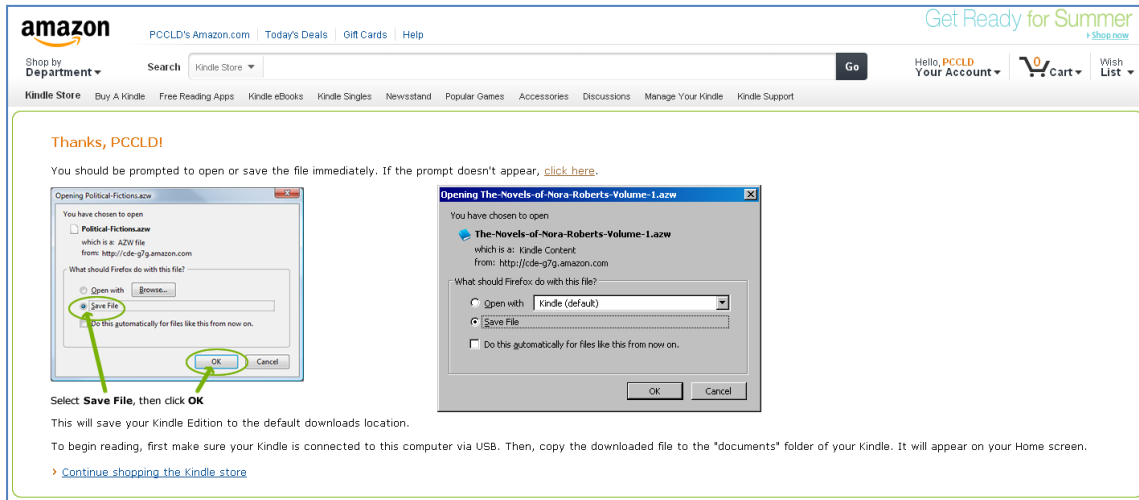 amazon
PCCLD's Amazon.com Today's Deals Gift Cards Help
Get Ready for Summer
Shop now
Shop by
Department
Search Kindle Store Go
Hello, PCCLD
Your Account
0 Cart
Wish
List
Kindle Store Buy A Kindle Free Reading Apps Kindle eBooks Kindle Singles Newsstand Popular Games Accessories Discussions Manage Your Kindle Kindle Support
Thanks, PCCLD!
You should be prompted to open or save the file immediately. If the prompt doesn't appear, click here.
Opening Political-Fictions.azw
You have chosen to open
Political-Fictions.azw
which is a: AZW file
from: http://cde-g7g.amazon.com
What should Firefox do with this file?
Open with Browse...
Save File
Do this automatically for files like this from now on.
OK Cancel
Select Save File, then click OK
Opening The-Novels-of-Nora-Roberts-Volume-1.azw
You have chosen to open
The-Novels-of-Nora-Roberts-Volume-1.azw
which is a: Kindle Content
from: http://cde-g7g.amazon.com
What should Firefox do with this file?
Open with Kindle (default)
Save File
Do this automatically for files like this from now on.
OK Cancel
This will save your Kindle Edition to the default downloads location.
To begin reading, first make sure your Kindle is connected to this computer via USB. Then, copy the downloaded file to the "documents" folder of your Kindle. It will appear on your Home screen.
› Continue shopping the Kindle store